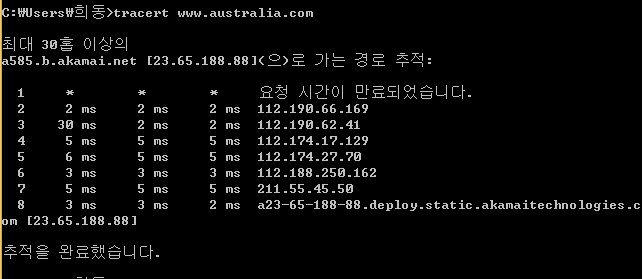 C:\Users\희동>tracert www.australia.com
최대 30홉 이상의
a585.b.akamai.net [23.65.188.88](으)로 가는 경로 추적:
1 * * * 요청 시간이 만료되었습니다.
2 2 ms 2 ms 2 ms 112.190.66.169
3 30 ms 2 ms 2 ms 112.190.62.41
4 5 ms 5 ms 5 ms 112.174.17.129
5 6 ms 5 ms 5 ms 112.174.27.70
6 3 ms 3 ms 3 ms 112.188.250.162
7 5 ms 5 ms 5 ms 211.55.45.50
8 3 ms 3 ms 2 ms a23-65-188-88.deploy.static.akamaitechnologies.c
om [23.65.188.88]
추적을 완료했습니다.